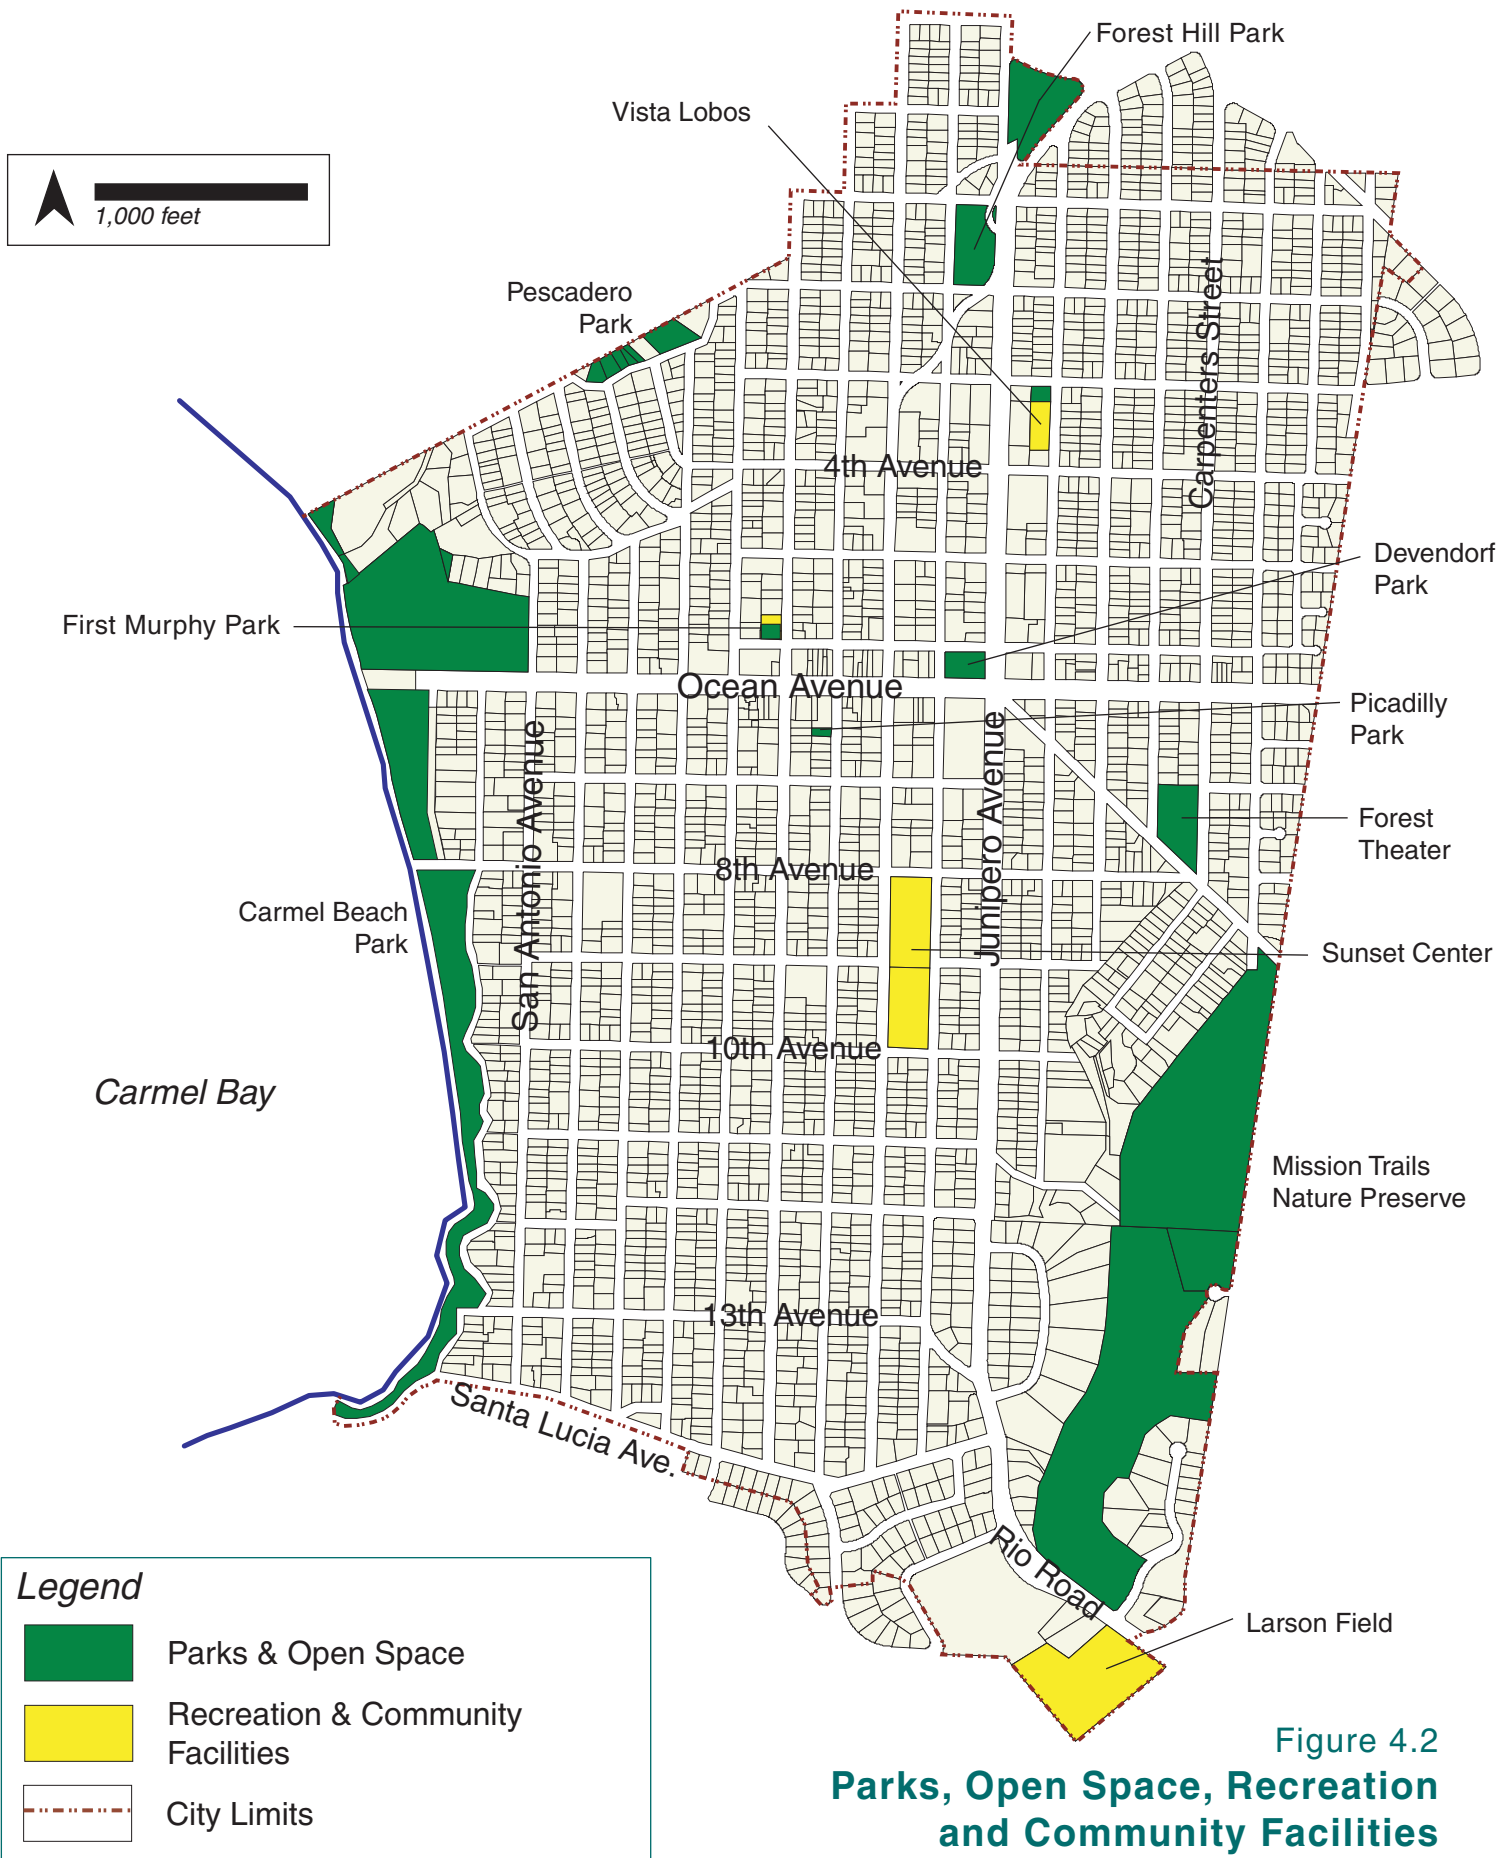 Forest Hill Park
Vista Lobos
1,000 feet
Pescadero
Park
Carpenters Street
4th Avenue
Devendorf
Park
First Murphy Park
Ocean Avenue
Picadilly
Park
San Antonio Avenue
Junipero Avenue
Forest
Theater
8th Avenue
Carmel Beach
Park
Sunset Center
10th Avenue
Carmel Bay
Mission Trails
Nature Preserve
13th Avenue
Santa Lucia Ave.
Rio Road
Larson Field
Legend
Parks & Open Space
Recreation & Community
Facilities
City Limits
Figure 4.2
Parks, Open Space, Recreation
and Community Facilities